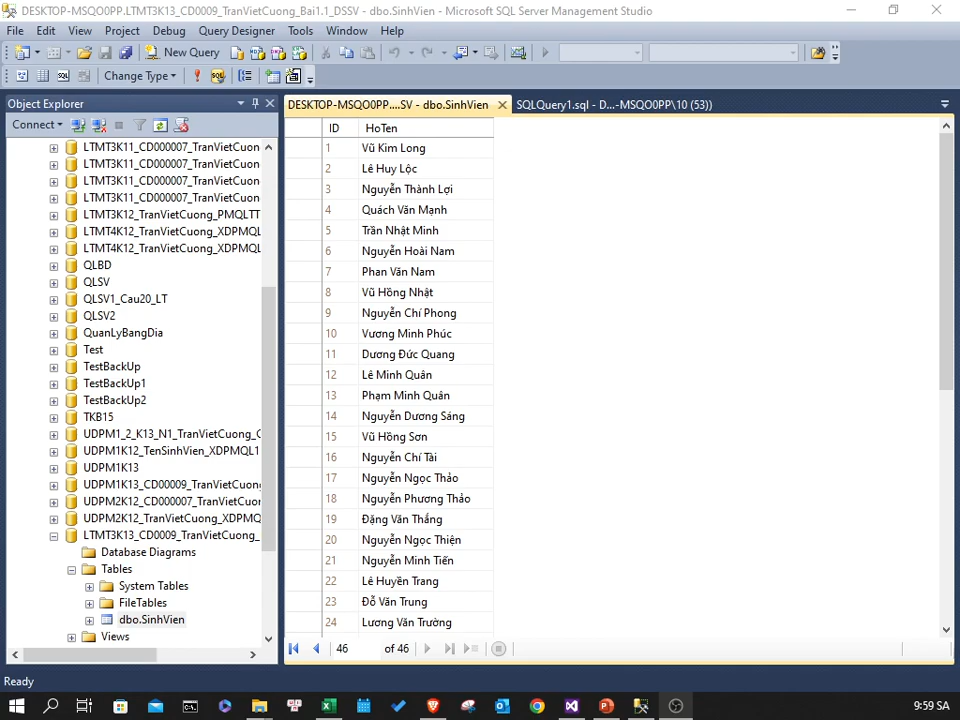 DESKTOP-MSQO0PP.LTMT3K13_CD0009_TranVietCuong_Bai1.1_DSSV - dbo.SinhVien - Microsoft SQL Server Management Studio
File Edit View Project Debug Query Designer Tools Window Help
New Query
Change Type
Object Explorer
Connect
LTMT3K11_CD000007_TranVietCuon
LTMT3K11_CD000007_TranVietCuon
LTMT3K11_CD000007_TranVietCuon
LTMT3K11_CD000007_TranVietCuon
LTMT3K12_TranVietCuong_PMQLTT
LTMT4K12_TranVietCuong_XDPMQL
LTMT4K12_TranVietCuong_XDPMQL
QLBD
QLSV
QLSV1_Cau20_LT
QLSV2
QuanLyBangDia
Test
TestBackUp
TestBackUp1
TestBackUp2
TKB15
UDPM1_2_K13_N1_TranVietCuong_C
UDPM1K12_TenSinhVien_XDPMQL1
UDPM1K13
UDPM1K13_CD00009_TranVietCuong
UDPM2K12_CD000007_TranVietCuor
UDPM2K12_TranVietCuong_XDPMQ
LTMT3K13_CD0009_TranVietCuong_
Database Diagrams
Tables
System Tables
FileTables
dbo.SinhVien
Views
DESKTOP-MSQO0PP....SV - dbo.SinhVien
SQLQuery1.sql - D...-MSQO0PP\10 (53))
ID HoTen
1 Vũ Kim Long
2 Lê Huy Lộc
3 Nguyễn Thành Lợi
4 Quách Văn Mạnh
5 Trần Nhật Minh
6 Nguyễn Hoài Nam
7 Phan Văn Nam
8 Vũ Hồng Nhật
9 Nguyễn Chí Phong
10 Vương Minh Phúc
11 Dương Đức Quang
12 Lê Minh Quân
13 Phạm Minh Quân
14 Nguyễn Dương Sáng
15 Vũ Hồng Sơn
16 Nguyễn Chí Tài
17 Nguyễn Ngọc Thảo
18 Nguyễn Phương Thảo
19 Đặng Văn Thắng
20 Nguyễn Ngọc Thiện
21 Nguyễn Minh Tiến
22 Lê Huyền Trang
23 Đỗ Văn Trung
24 Lương Văn Trường
46 of 46
Ready
9:59 SA